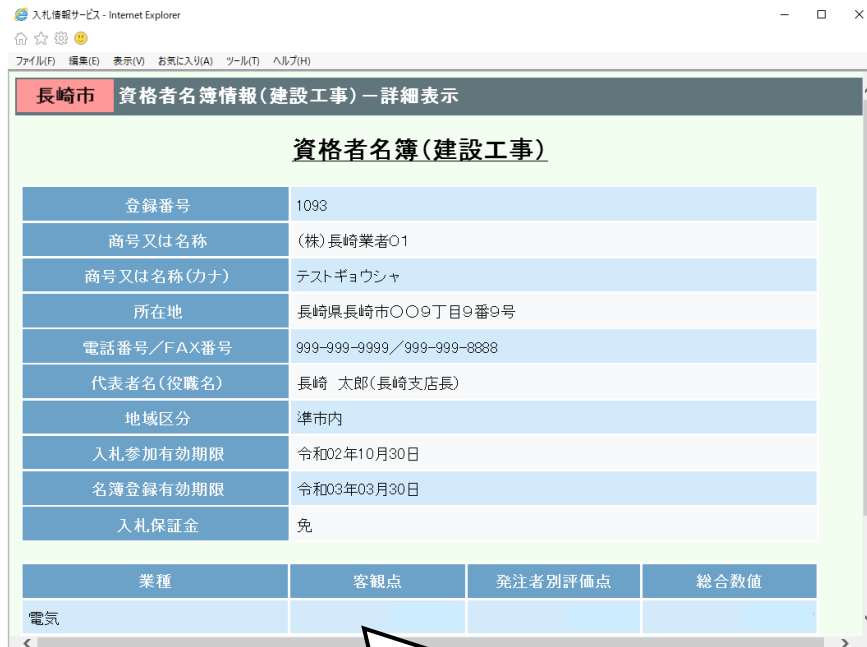 入札情報サービス - Internet Explorer
ファイル(F) 編集(E) 表示(V) お気に入り(A) ツール(T) ヘルプ(H)
長崎市 資格者名簿情報(建設工事)－詳細表示
資格者名簿(建設工事)
登録番号 1093
商号又は名称 (株)長崎業者01
商号又は名称(カナ) テストギョウシャ
所在地 長崎県長崎市〇〇9丁目9番9号
電話番号／FAX番号 999-999-9999／999-999-8888
代表者名(役職名) 長崎 太郎(長崎支店長)
地域区分 準市内
入札参加有効期限 令和02年10月30日
名簿登録有効期限 令和03年03月30日
入札保証金 免
業種 客観点 発注者別評価点 総合数値
電気